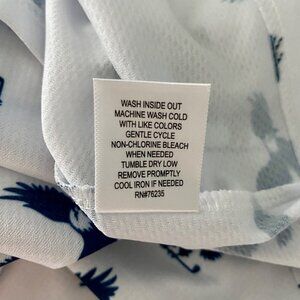 WASH INSIDE OUT
MACHINE WASH COLD
WITH LIKE COLORS
GENTLE CYCLE
NON-CHLORINE BLEACH
WHEN NEEDED
TUMBLE DRY LOW
REMOVE PROMPTLY
COOL IRON IF NEEDED
RN#76235